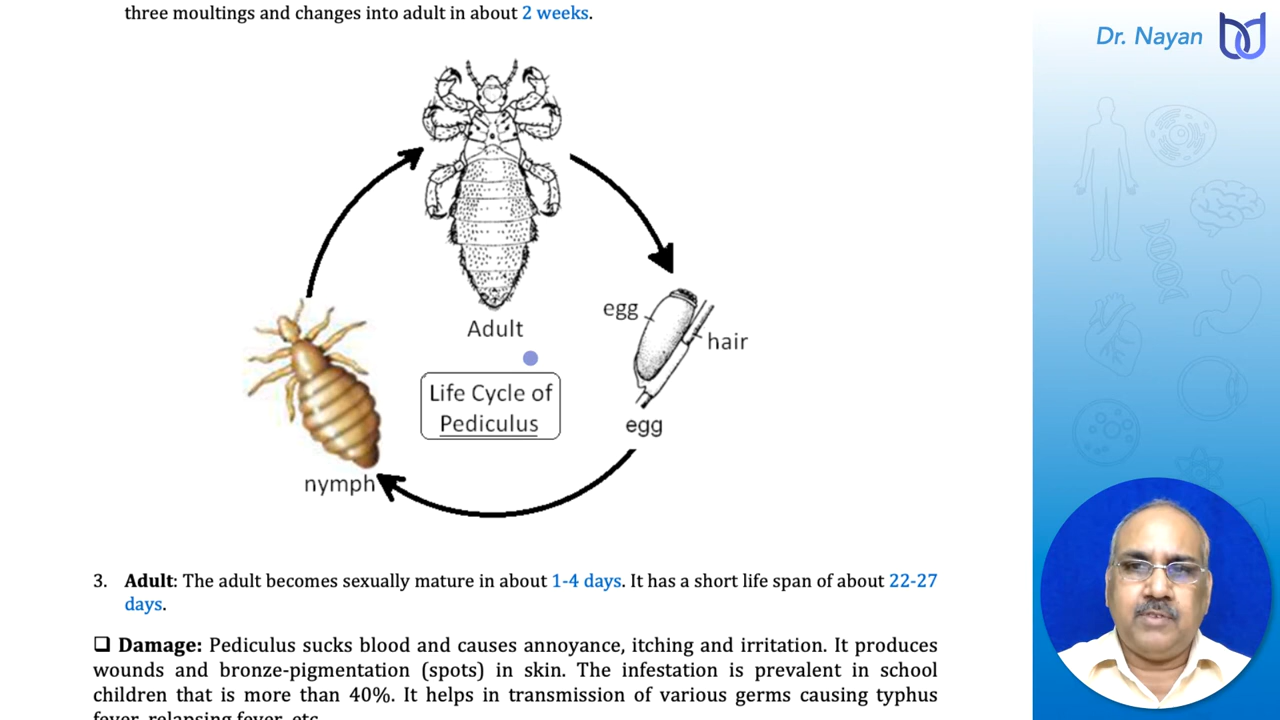 three moultings and changes into adult in about 2 weeks.
Dr. Nayan
egg
hair
Adult
Life Cycle of
Pediculus
egg
nymph
3. Adult: The adult becomes sexually mature in about 1-4 days. It has a short life span of about 22-27
days.
❑ Damage: Pediculus sucks blood and causes annoyance, itching and irritation. It produces
wounds and bronze-pigmentation (spots) in skin. The infestation is prevalent in school
children that is more than 40%. It helps in transmission of various germs causing typhus
fever, relapsing fever, etc.